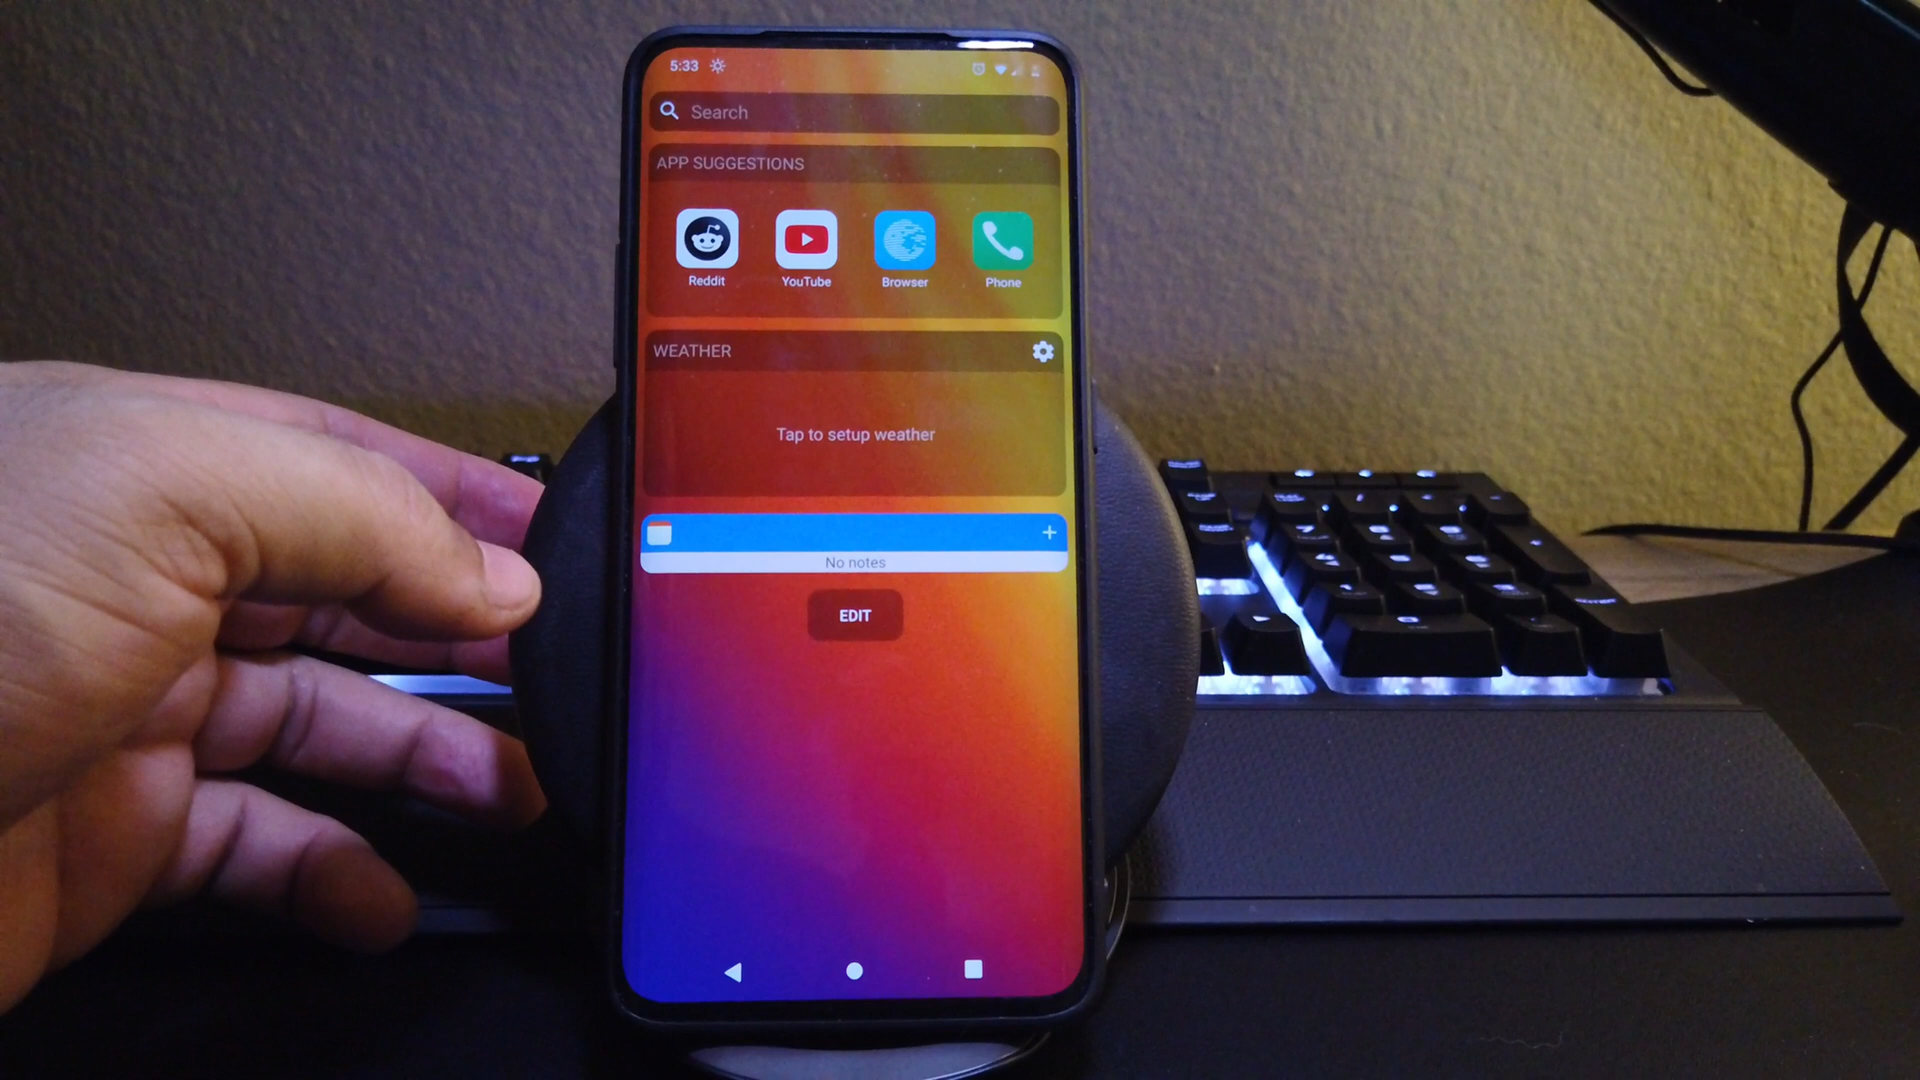 5:33
Search
APP SUGGESTIONS
Reddit YouTube Browser Phone
WEATHER
Tap to setup weather
No notes
EDIT